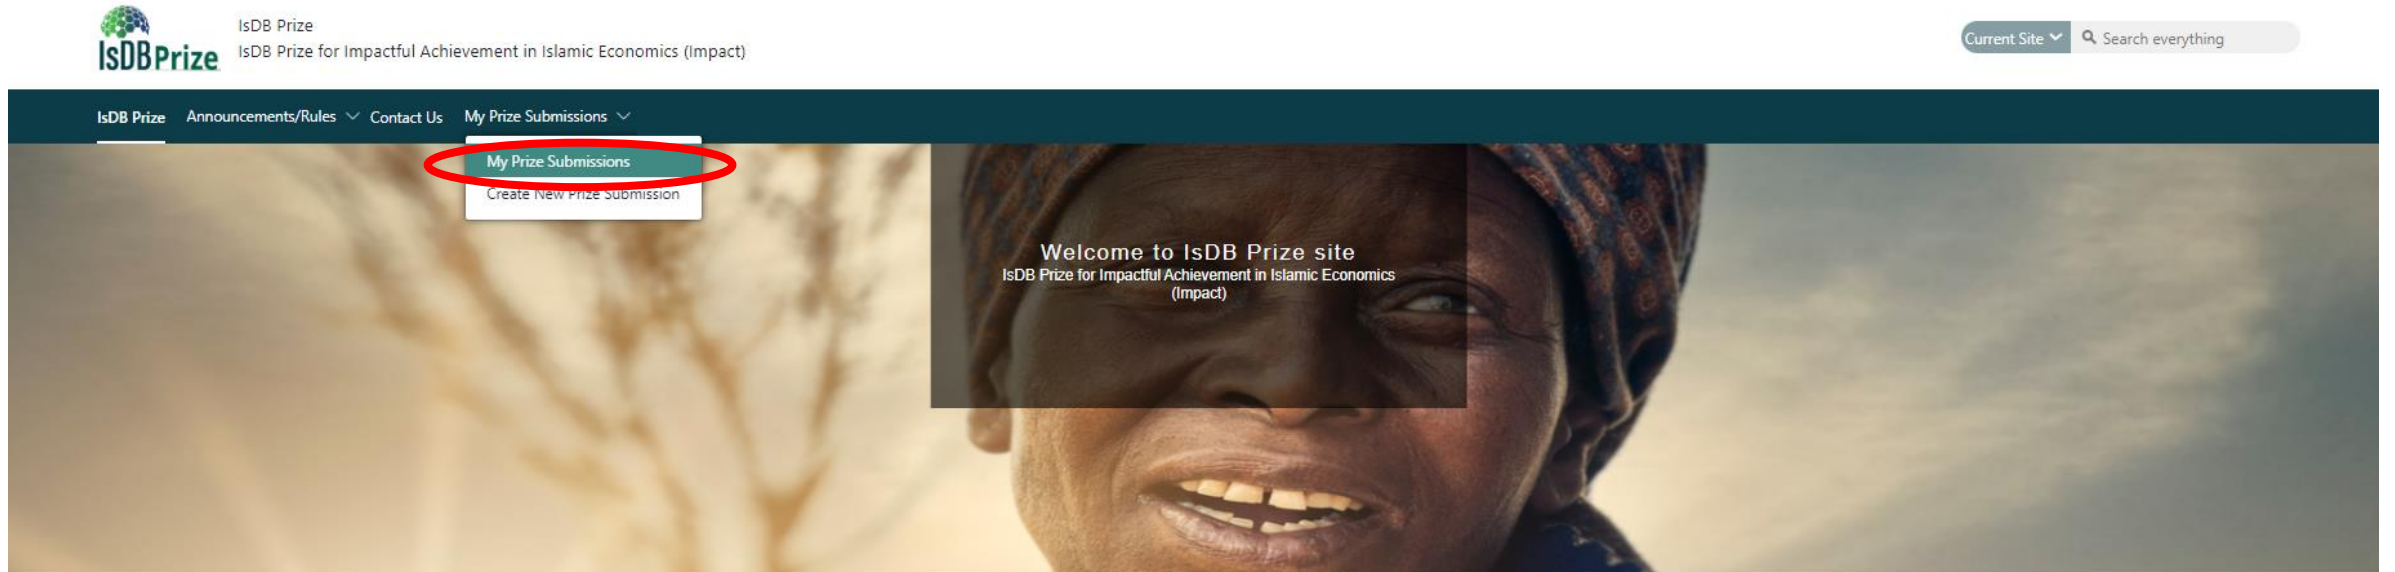 IsDBPrize
IsDB Prize
IsDB Prize for Impactful Achievement in Islamic Economics (Impact)
Current Site
Search everything
IsDB Prize Announcements/Rules Contact Us My Prize Submissions
My Prize Submissions
Create New Prize Submission
Welcome to IsDB Prize site
IsDB Prize for Impactful Achievement in Islamic Economics
(Impact)